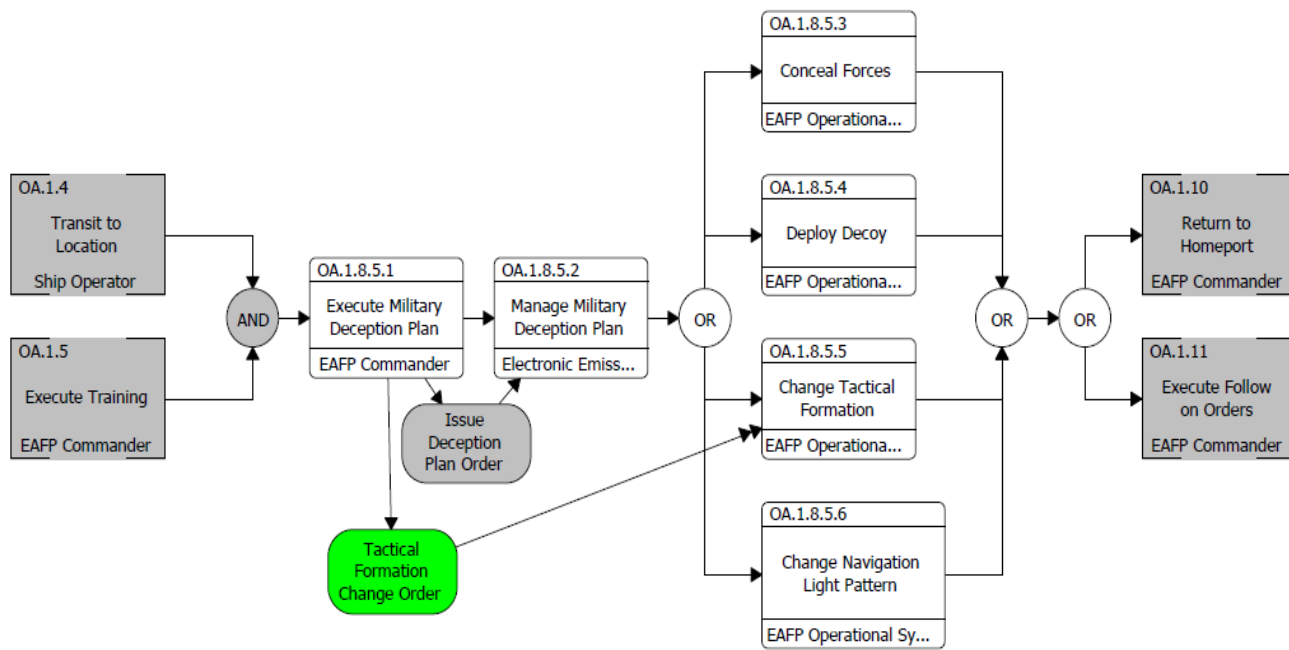 OA.1.4
Transit to
Location
Ship Operator
OA.1.5
Execute Training
EAFP Commander
AND
OA.1.8.5.1
Execute Military
Deception Plan
EAFP Commander
OA.1.8.5.2
Manage Military
Deception Plan
Electronic Emiss...
Issue
Deception
Plan Order
Tactical
Formation
Change Order
OR
OA.1.8.5.3
Conceal Forces
EAFP Operationa...
OA.1.8.5.4
Deploy Decoy
EAFP Operationa...
OA.1.8.5.5
Change Tactical
Formation
EAFP Operationa...
OA.1.8.5.6
Change Navigation
Light Pattern
EAFP Operational Sy...
OR
OR
OA.1.10
Return to
Homeport
EAFP Commander
OA.1.11
Execute Follow
on Orders
EAFP Commander